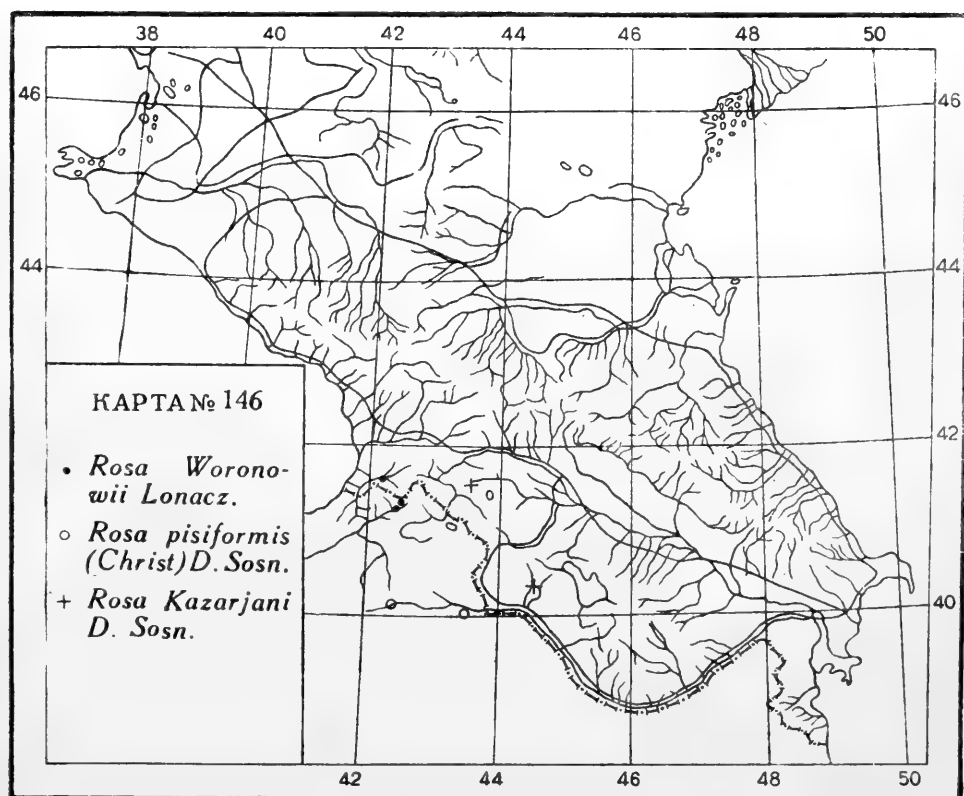 38 40 42 44 46 48 50
46 46
44 44
КАРТА № 146
42
• Rosa Worono-
wii Lonacz.
○ Rosa pisiformis
(Christ) D. Sosn.
+ Rosa Kazarjani
D. Sosn.
40
42 44 46 48 50